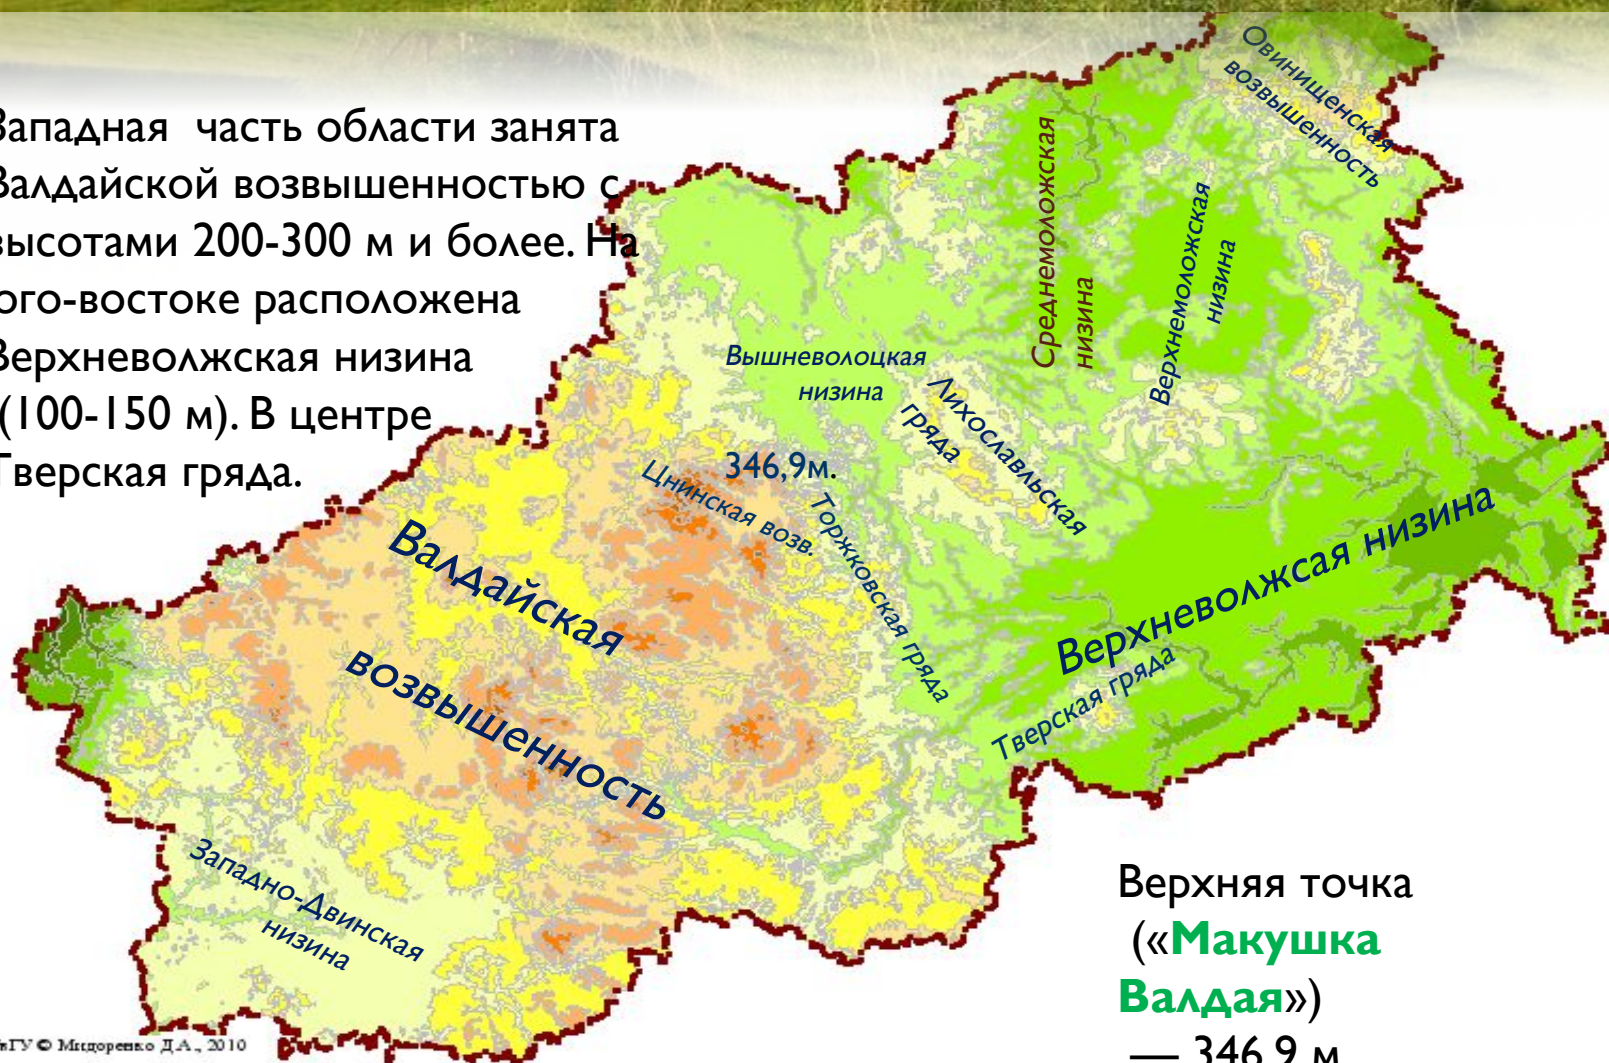 Западная часть области занята
Валдайской возвышенностью с
высотами 200-300 м и более. На
юго-востоке расположена
Верхневолжская низина
(100-150 м). В центре
Тверская гряда.
Овинищенская
возвышенность
Среднемоложская
низина
Верхнемоложская
низина
Вышневолоцкая
низина
Лихославльская
гряда
346,9м.
Цнинская возв.
Торжковская гряда
Валдайская
возвышенность
Верхневолжсая низина
Тверская гряда
Западно-Двинская
низина
Верхняя точка
(«Макушка
Валдая»)
— 346,9 м
ГУ © Мидоренко Д.А., 2010